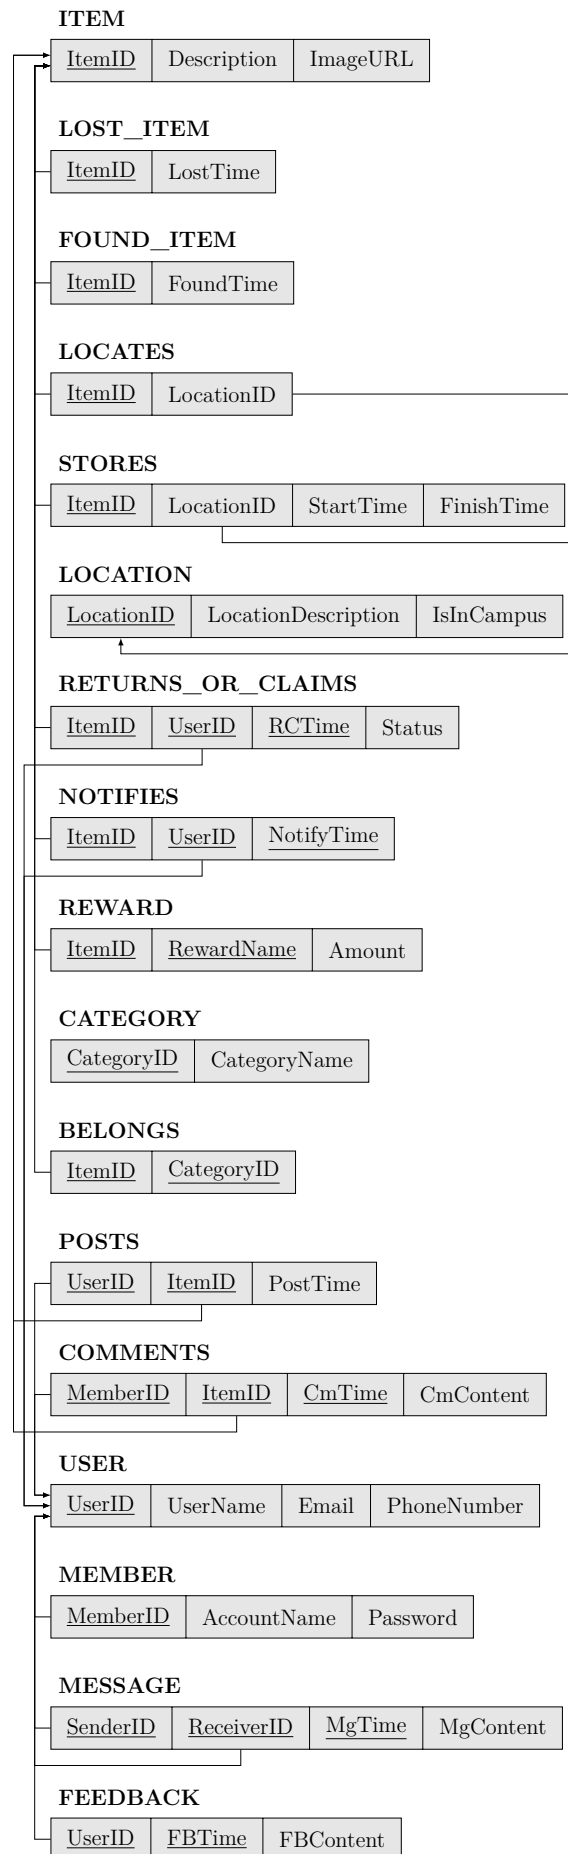 ITEM
ItemID Description ImageURL
LOST_ITEM
ItemID LostTime
FOUND_ITEM
ItemID FoundTime
LOCATES
ItemID LocationID
STORES
ItemID LocationID StartTime FinishTime
LOCATION
LocationID LocationDescription IsInCampus
RETURNS_OR_CLAIMS
ItemID UserID RCTime Status
NOTIFIES
ItemID UserID NotifyTime
REWARD
ItemID RewardName Amount
CATEGORY
CategoryID CategoryName
BELONGS
ItemID CategoryID
POSTS
UserID ItemID PostTime
COMMENTS
MemberID ItemID CmTime CmContent
USER
UserID UserName Email PhoneNumber
MEMBER
MemberID AccountName Password
MESSAGE
SenderID ReceiverID MgTime MgContent
FEEDBACK
UserID FBTime FBContent